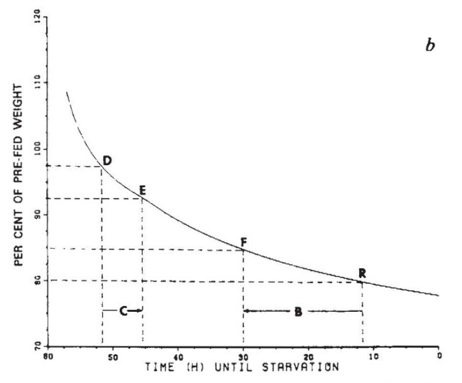 b
PER CENT OF PRE-FED WEIGHT
120
110
100
90
80
70
D
E
F
R
C
B
60 50 40 30 20 10 0
TIME (H) UNTIL STARVATION